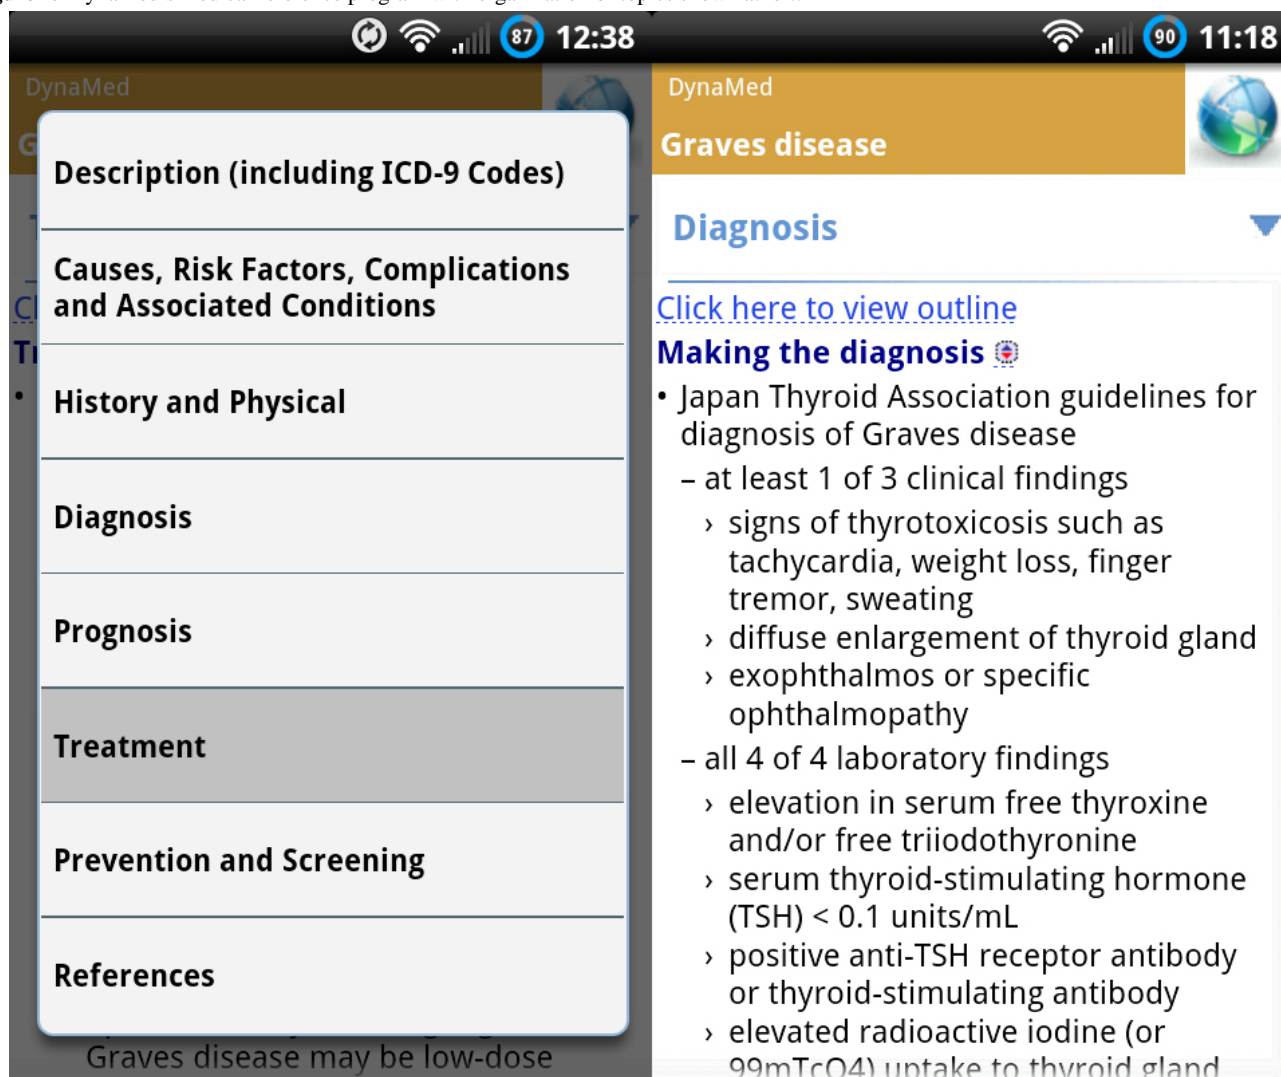 87 12:38
DynaMed
G
Description (including ICD-9 Codes)
Causes, Risk Factors, Complications
and Associated Conditions
History and Physical
Diagnosis
Prognosis
Treatment
Prevention and Screening
References
Graves disease may be low-dose
90 11:18
DynaMed
Graves disease
Diagnosis
Click here to view outline
Making the diagnosis
• Japan Thyroid Association guidelines for
diagnosis of Graves disease
– at least 1 of 3 clinical findings
› signs of thyrotoxicosis such as
tachycardia, weight loss, finger
tremor, sweating
› diffuse enlargement of thyroid gland
› exophthalmos or specific
ophthalmopathy
– all 4 of 4 laboratory findings
› elevation in serum free thyroxine
and/or free triiodothyronine
› serum thyroid-stimulating hormone
(TSH) < 0.1 units/mL
› positive anti-TSH receptor antibody
or thyroid-stimulating antibody
› elevated radioactive iodine (or
99mTcO4) uptake to thyroid gland